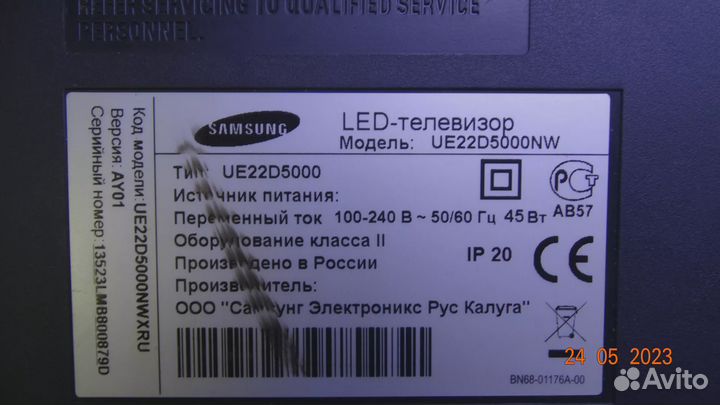 REFER SERVICING TO QUALIFIED SERVICE
PERSONNEL.
SAMSUNG
LED-телевизор
Модель: UE22D5000NW
Тип: UE22D5000
Источник питания:
Переменный ток 100-240 В ~ 50/60 Гц 45 Вт
Оборудование класса II
Произведено в России
Производитель:
ООО "Самсунг Электроникс Рус Калуга"
РСТ
АВ57
IP 20
CE
Код модели: UE22D5000NWXRU
Версия: AY01
Серийный номер: 13523LMB800879D
BN68-01176A-00
24 05 2023
Avito